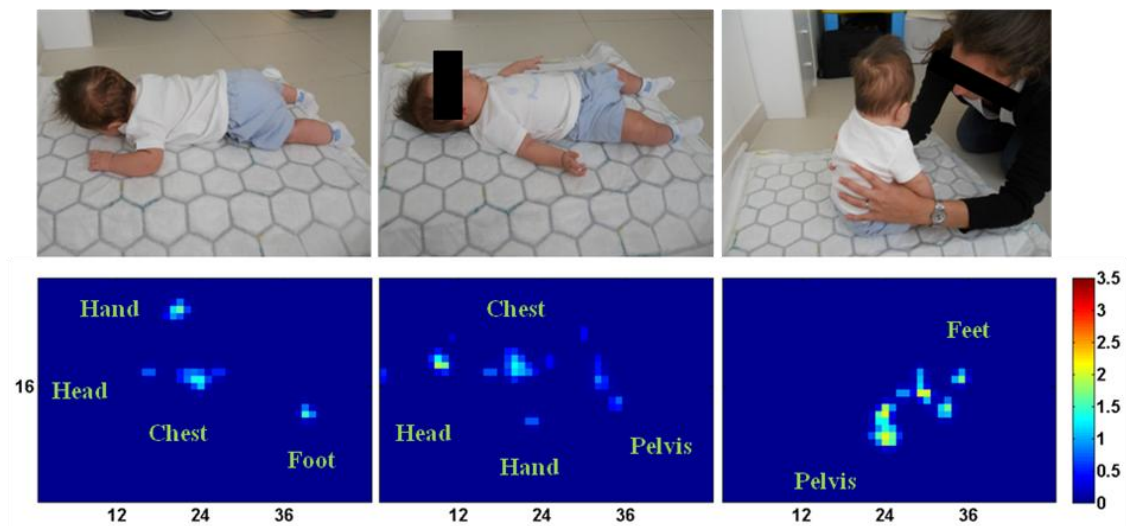 Hand
Head
Chest
Foot
Chest
Head
Hand
Pelvis
Feet
Pelvis
16
12 24 36
12 24 36
12 24 36
3.5
3
2.5
2
1.5
1
0.5
0